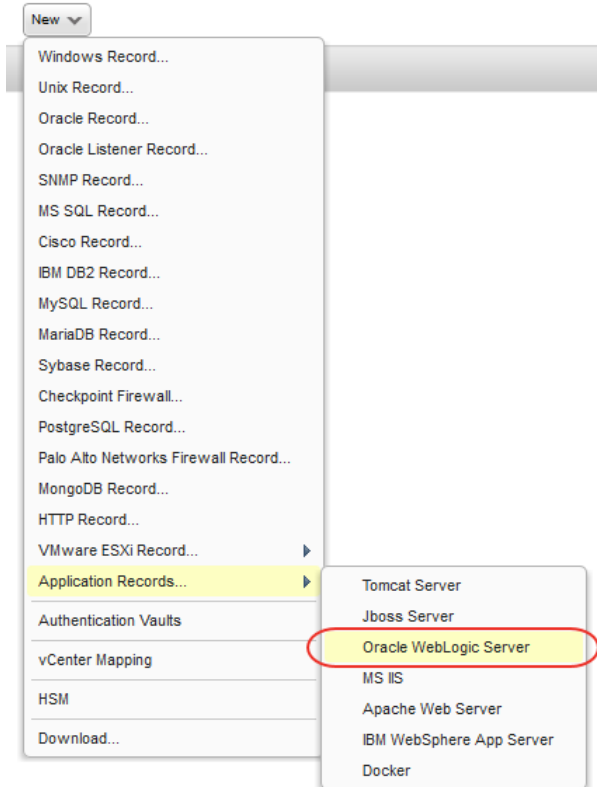 New
Windows Record...
Unix Record...
Oracle Record...
Oracle Listener Record...
SNMP Record...
MS SQL Record...
Cisco Record...
IBM DB2 Record...
MySQL Record...
MariaDB Record...
Sybase Record...
Checkpoint Firewall...
PostgreSQL Record...
Palo Alto Networks Firewall Record...
MongoDB Record...
HTTP Record...
VMware ESXi Record...
Application Records...
Authentication Vaults
vCenter Mapping
HSM
Download...
Tomcat Server
Jboss Server
Oracle WebLogic Server
MS IIS
Apache Web Server
IBM WebSphere App Server
Docker